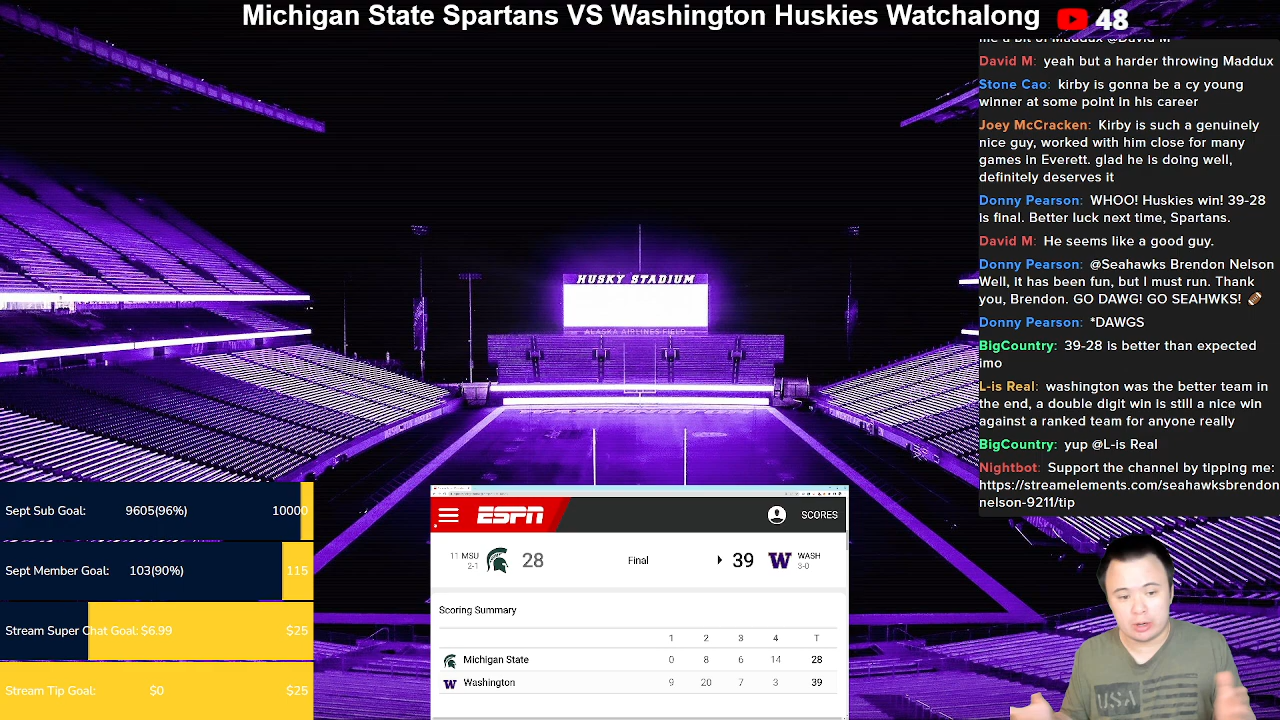 Michigan State Spartans VS Washington Huskies Watchalong 48
David M: yeah but a harder throwing Maddux
Stone Cao: kirby is gonna be a cy young
winner at some point in his career
Joey McCracken: Kirby is such a genuinely
nice guy, worked with him close for many
games in Everett. glad he is doing well,
definitely deserves it
Donny Pearson: WHOO! Huskies win! 39-28
is final. Better luck next time, Spartans.
David M: He seems like a good guy.
Donny Pearson: @Seahawks Brendon Nelson
Well, it has been fun, but I must run. Thank
you, Brendon. GO DAWG! GO SEAHWKS! 🏈
Donny Pearson: *DAWGS
BigCountry: 39-28 is better than expected
imo
L-is Real: washington was the better team in
the end, a double digit win is still a nice win
against a ranked team for anyone really
BigCountry: yup @L-is Real
Nightbot: Support the channel by tipping me:
https://streamelements.com/seahawksbrendon
nelson-9211/tip
HUSKY STADIUM
ALASKA AIRLINES FIELD
Sept Sub Goal: 9605(96%) 10000
Sept Member Goal: 103(90%) 115
Stream Super Chat Goal: $6.99 $25
Stream Tip Goal: $0 $25
ESPN SCORES
11 MSU 28 Final 39 W WASH
2-1 3-0
Scoring Summary
1 2 3 4 T
Michigan State 0 8 6 14 28
W Washington 9 20 7 3 39
USA